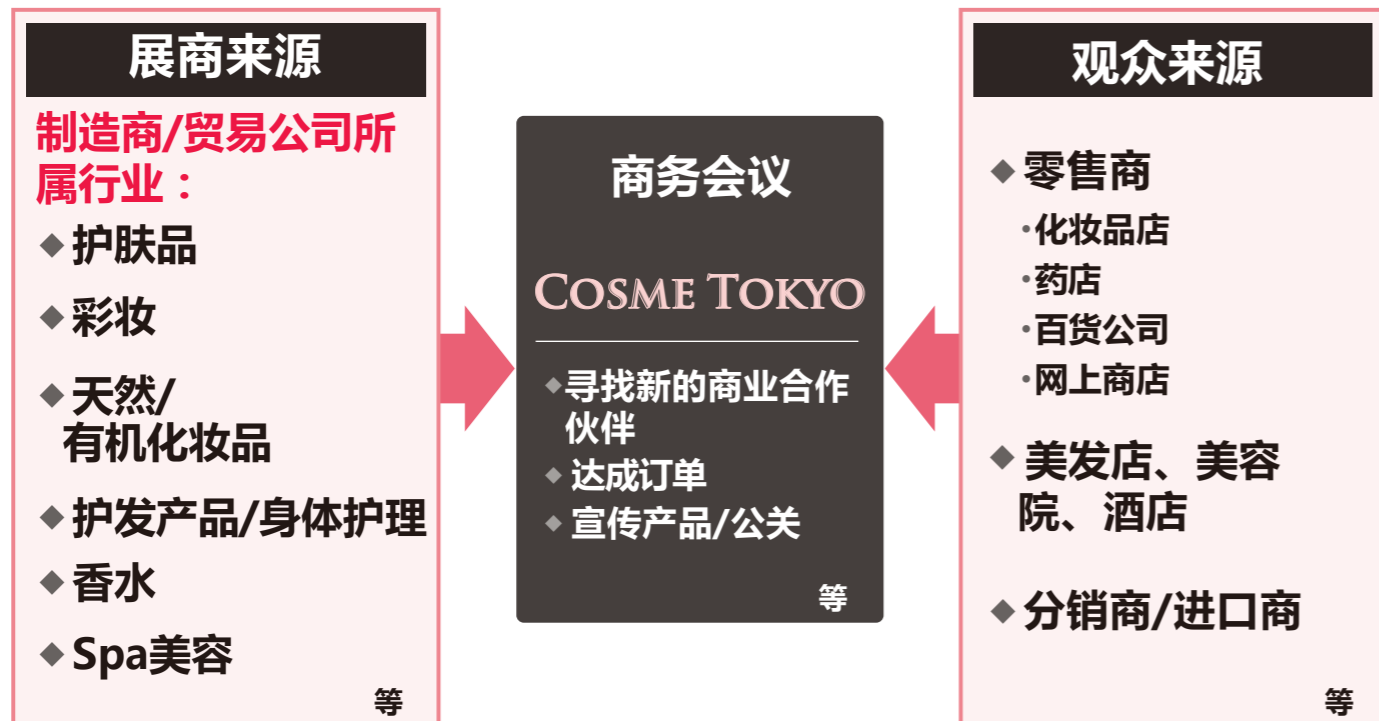 展商来源
制造商/贸易公司所
属行业：
◆护肤品
◆彩妆
◆天然/
有机化妆品
◆护发产品/身体护理
◆香水
◆Spa美容
等
商务会议
COSME TOKYO
◆寻找新的商业合作
伙伴
◆达成订单
◆宣传产品/公关
等
观众来源
◆零售商
·化妆品店
·药店
·百货公司
·网上商店
◆美发店、美容
院、酒店
◆分销商/进口商
等